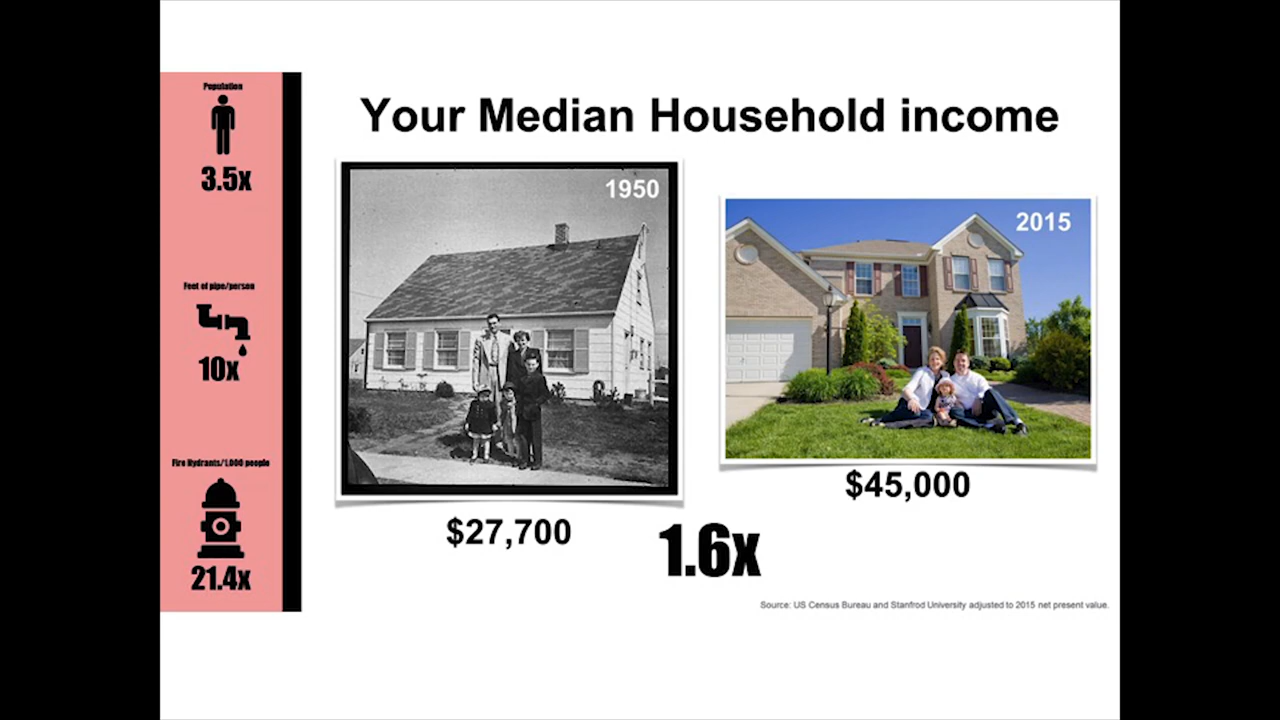 Your Median Household income
Population
3.5x
Feet of pipe/person
10x
Fire Hydrants/1,000 people
21.4x
1950
2015
$27,700
$45,000
1.6x
Source: US Census Bureau and Stanfrod University adjusted to 2015 net present value.